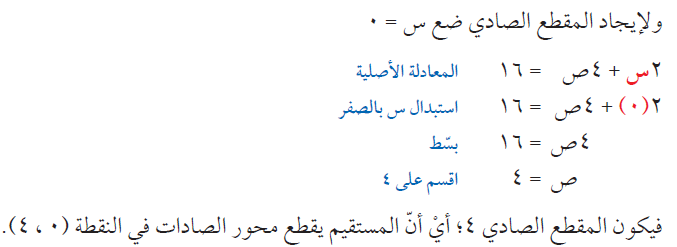 ولإيجاد المقطع الصادي ضع س = ٠
٢س + ٤ص = ١٦ المعادلة الأصلية
٢(٠) + ٤ص = ١٦ استبدال س بالصفر
٤ص = ١٦ بسّط
ص = ٤ اقسم على ٤
فيكون المقطع الصادي ٤؛ أيْ أنّ المستقيم يقطع محور الصادات في النقطة (٠ ، ٤).